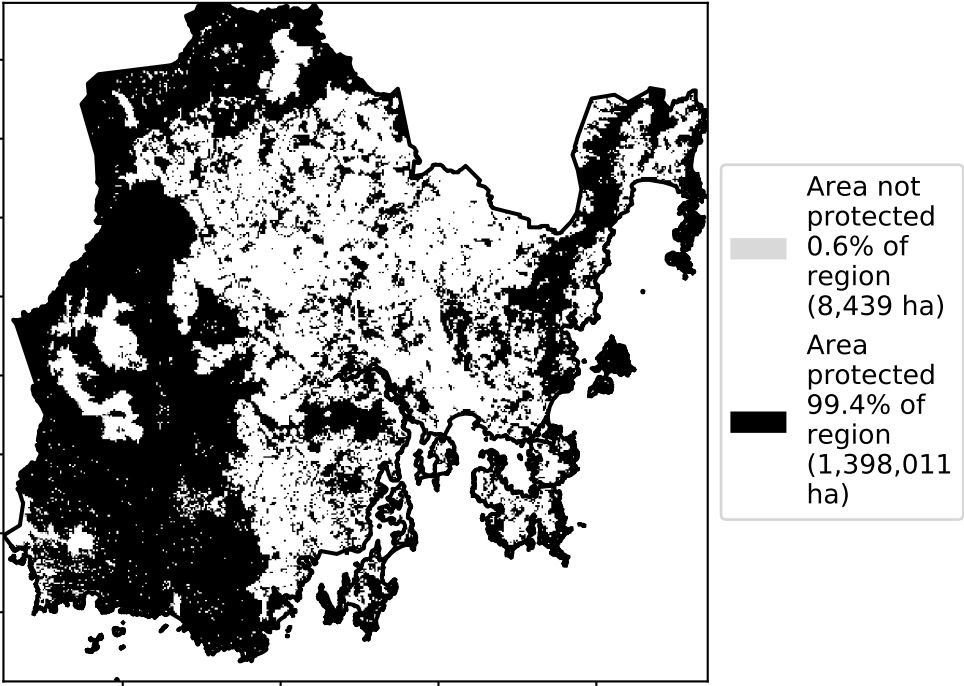 Area not
protected
0.6% of
region
(8,439 ha)
Area
protected
99.4% of
region
(1,398,011
ha)